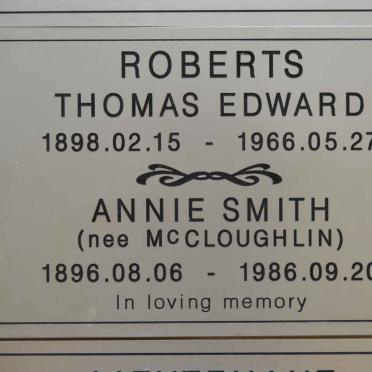 ROBERTS
THOMAS EDWARD
1898.02.15 - 1966.05.27
ANNIE SMITH
(nee McCLOUGHLIN)
1896.08.06 - 1986.09.20
In loving memory